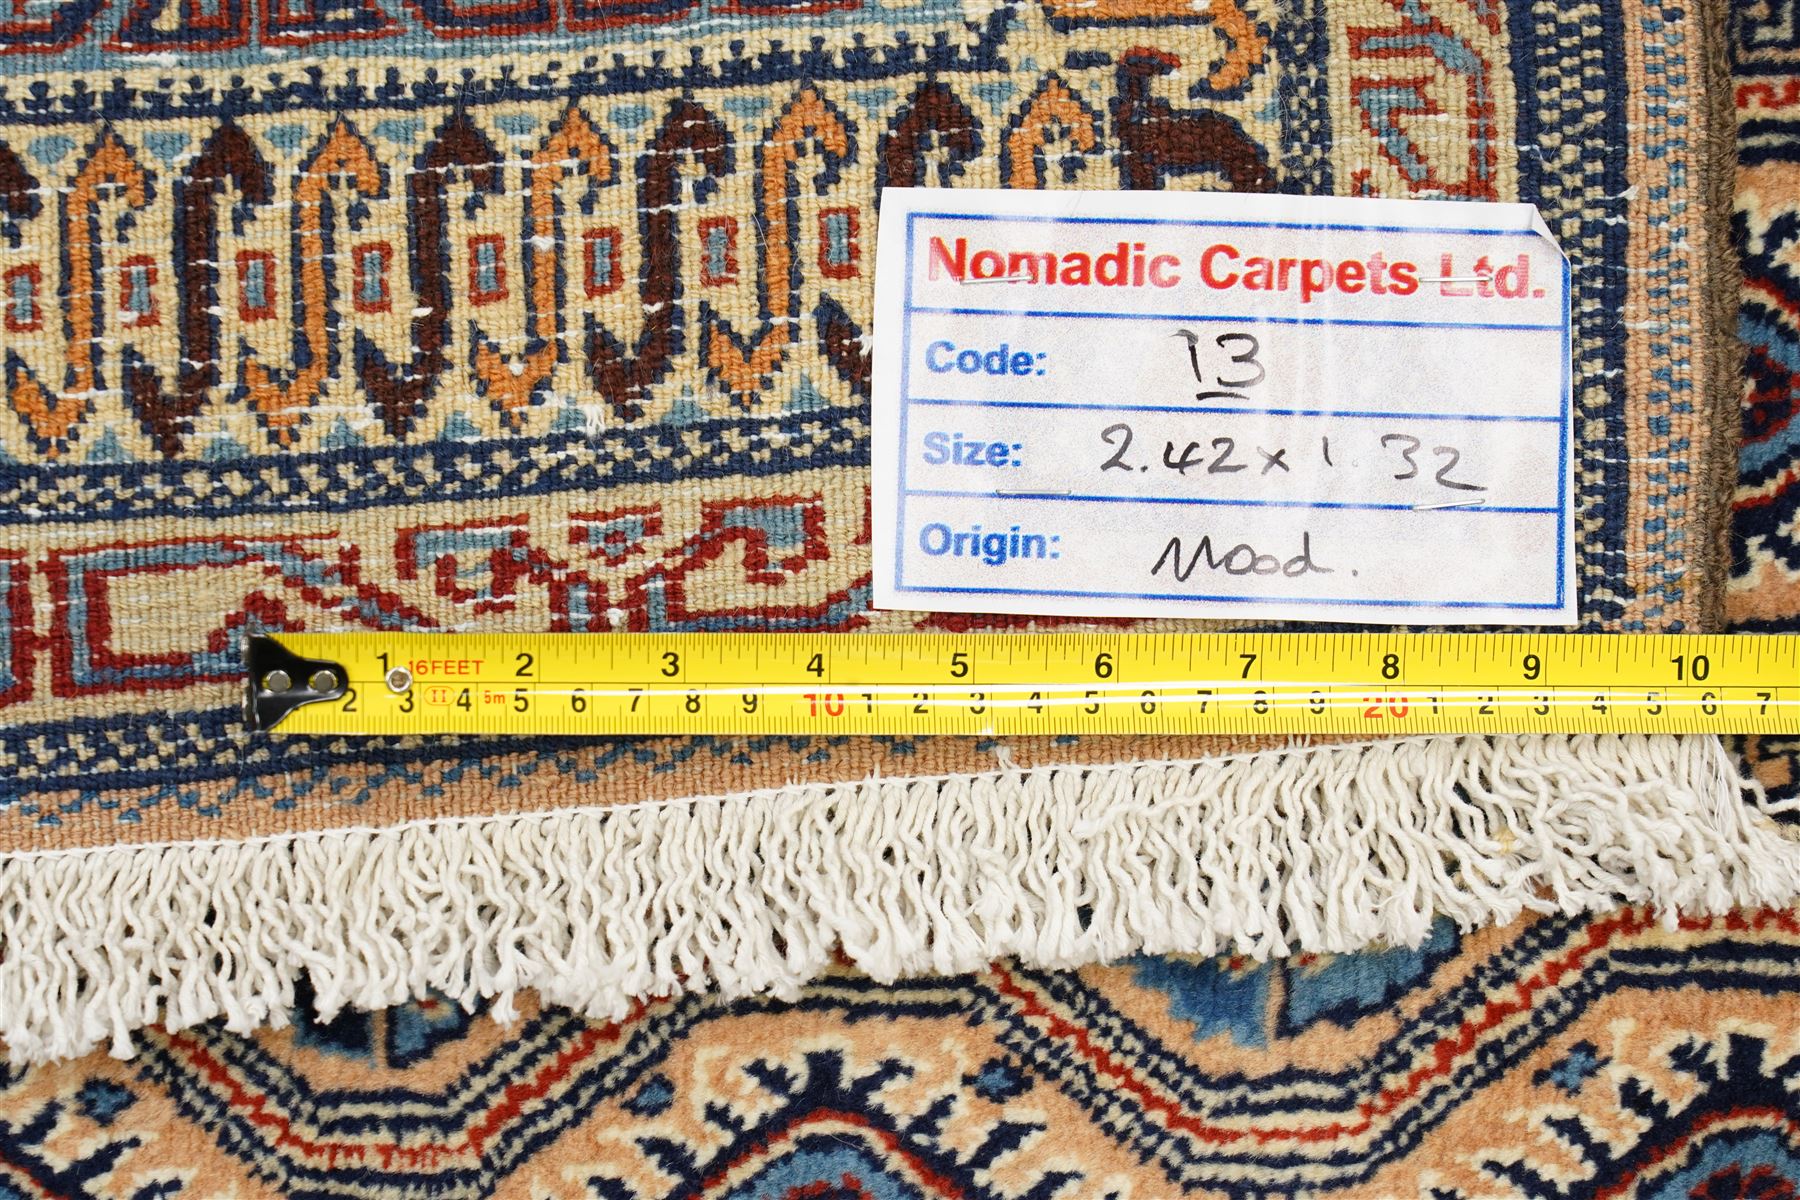 Nomadic Carpets Ltd.
Code: 13
Size: 2.42 x 1.32
Origin: Mood.
1 16FEET 2 3 4 5 6 7 8 9 10
2 3 II 4 5m 5 6 7 8 9 10 1 2 3 4 5 6 7 8 9 20 1 2 3 4 5 6 7